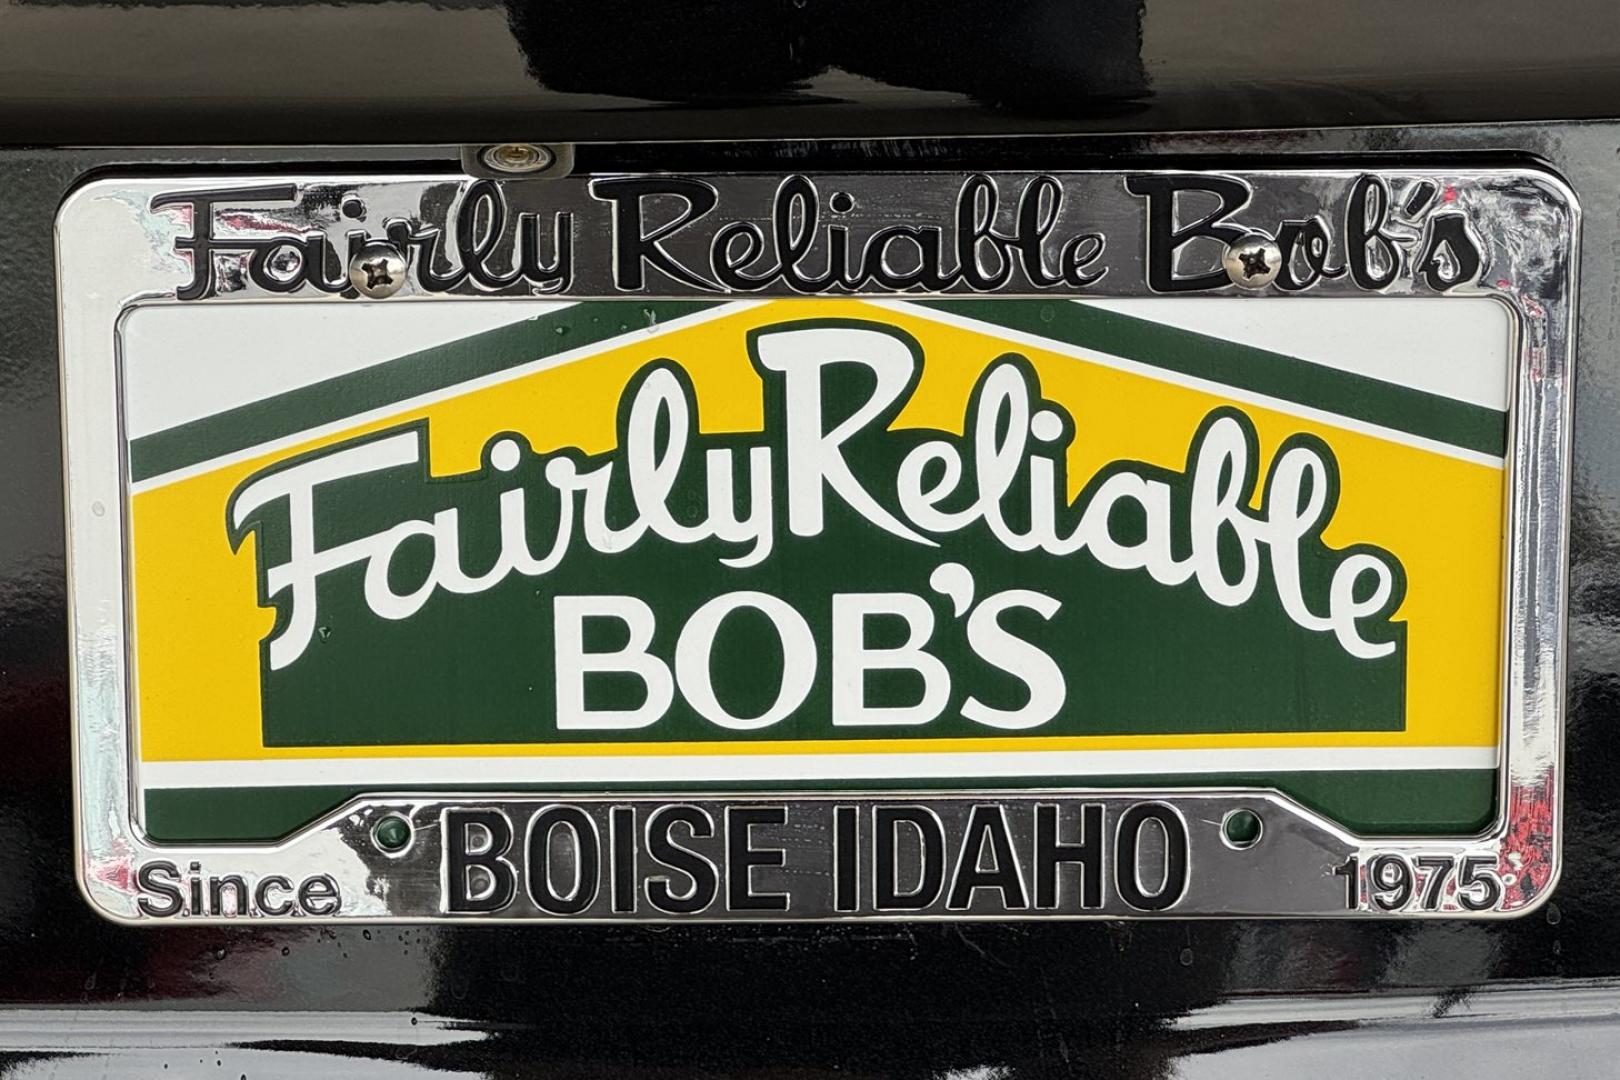 Fairly Reliable Bob's
Fairly Reliable
BOB'S
BOISE IDAHO
Since 1975